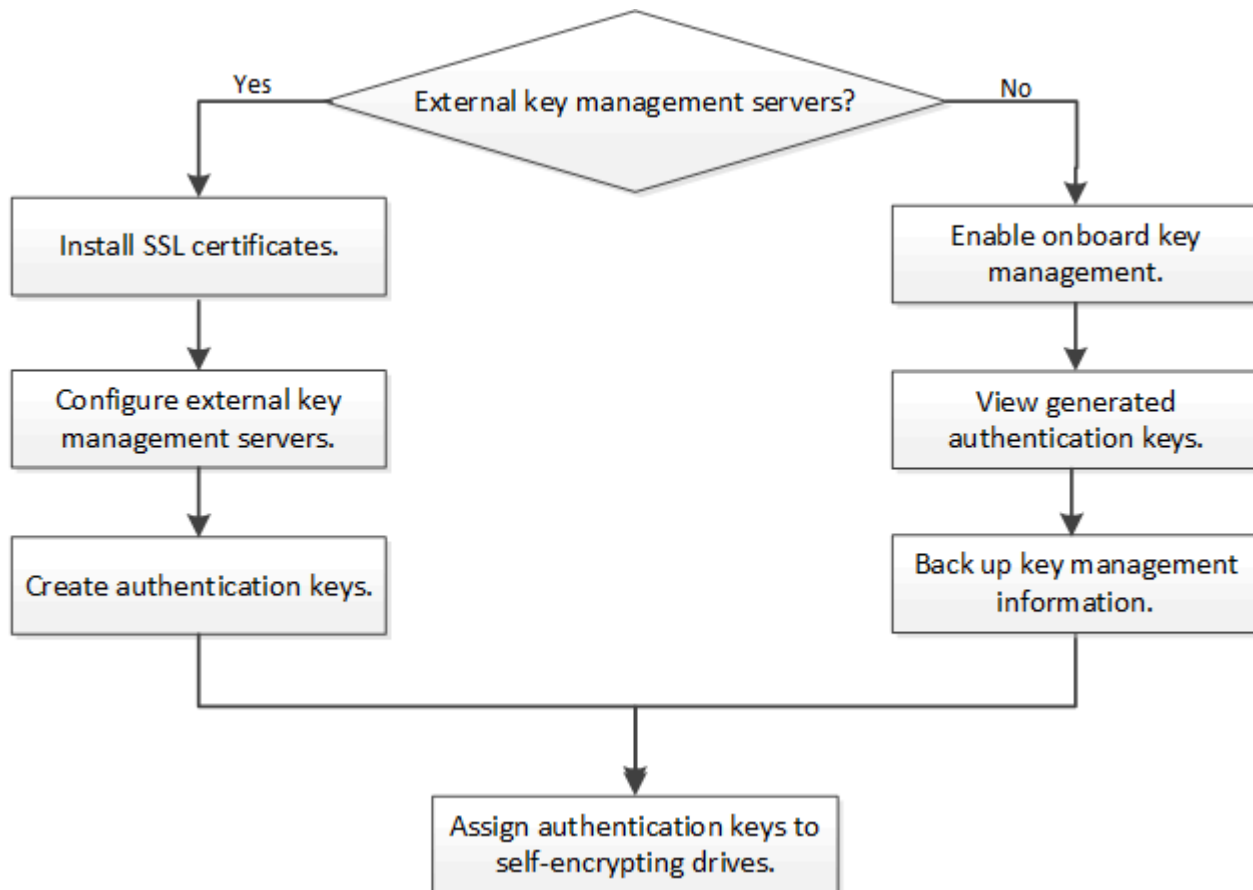 External key management servers?
Yes
No
Install SSL certificates.
Enable onboard key
management.
Configure external key
management servers.
View generated
authentication keys.
Create authentication keys.
Back up key management
information.
Assign authentication keys to
self-encrypting drives.